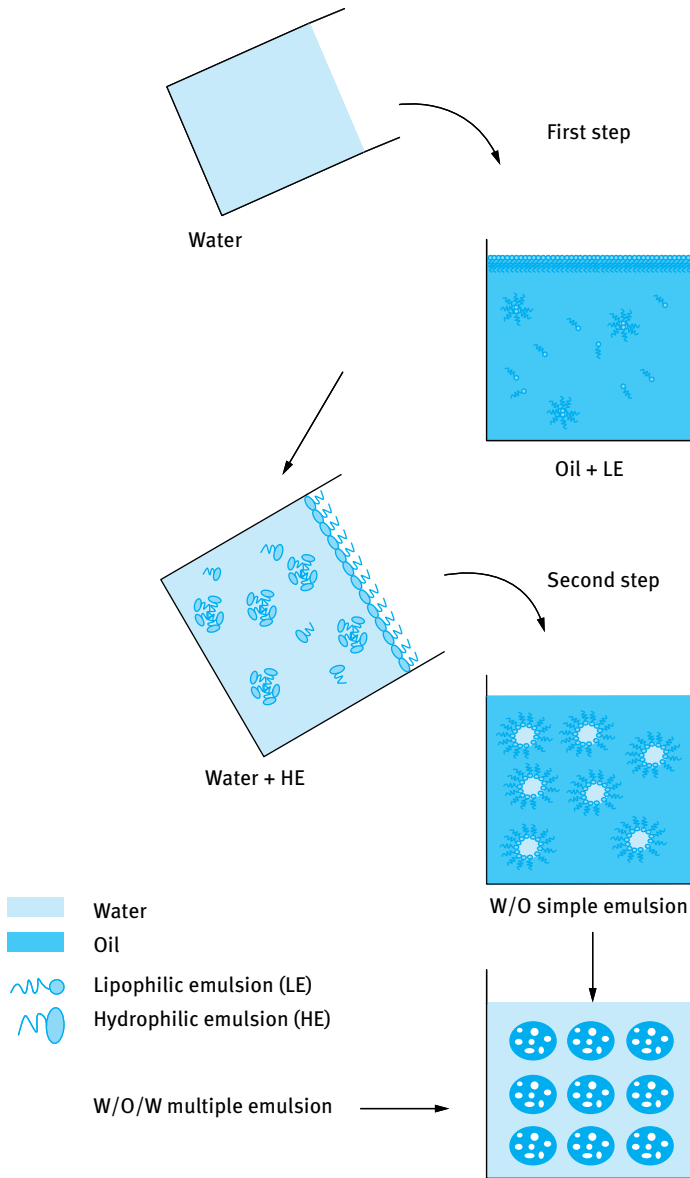 First step
Water
Oil + LE
Second step
Water + HE
W/O simple emulsion
Water
Oil
Lipophilic emulsion (LE)
Hydrophilic emulsion (HE)
W/O/W multiple emulsion